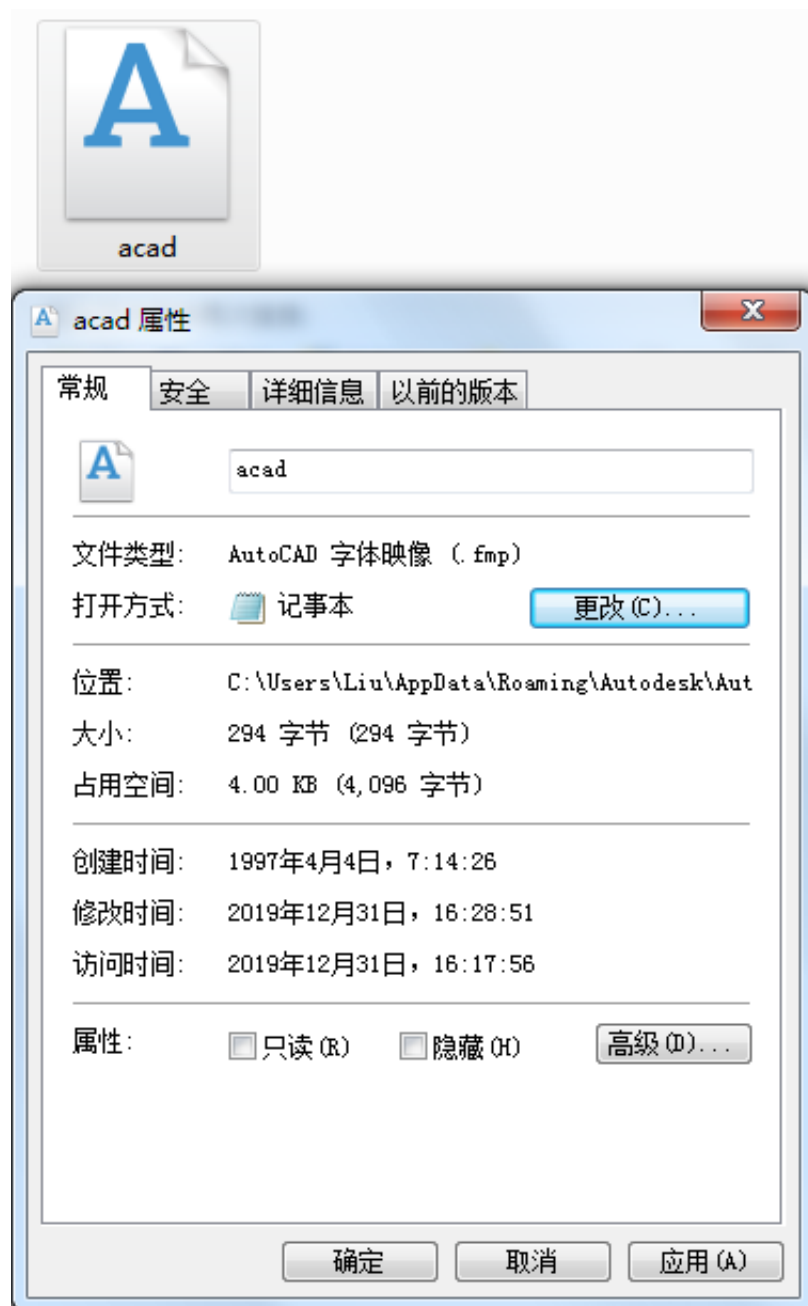 A
acad
A acad 属性
常规 安全 详细信息 以前的版本
A acad
文件类型: AutoCAD 字体映像 (.fmp)
打开方式: 记事本 更改(C)...
位置: C:\Users\Liu\AppData\Roaming\Autodesk\Aut
大小: 294 字节 (294 字节)
占用空间: 4.00 KB (4,096 字节)
创建时间: 1997年4月4日，7:14:26
修改时间: 2019年12月31日，16:28:51
访问时间: 2019年12月31日，16:17:56
属性: 只读(R) 隐藏(H) 高级(D)...
确定 取消 应用(A)